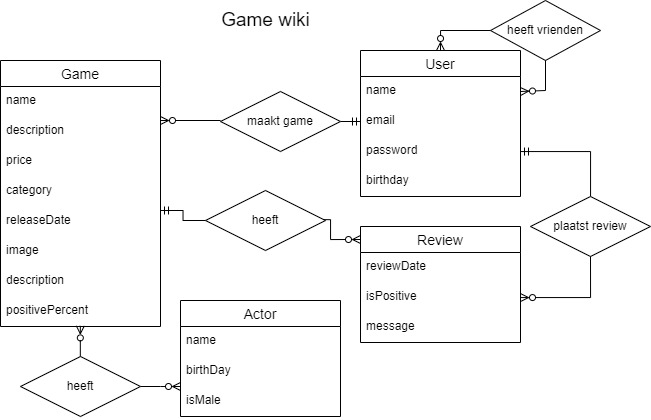 Game wiki
heeft vrienden
User
name
email
password
birthday
Game
name
description
price
category
releaseDate
image
description
positivePercent
maakt game
heeft
plaatst review
Review
reviewDate
isPositive
message
Actor
name
birthDay
isMale
heeft